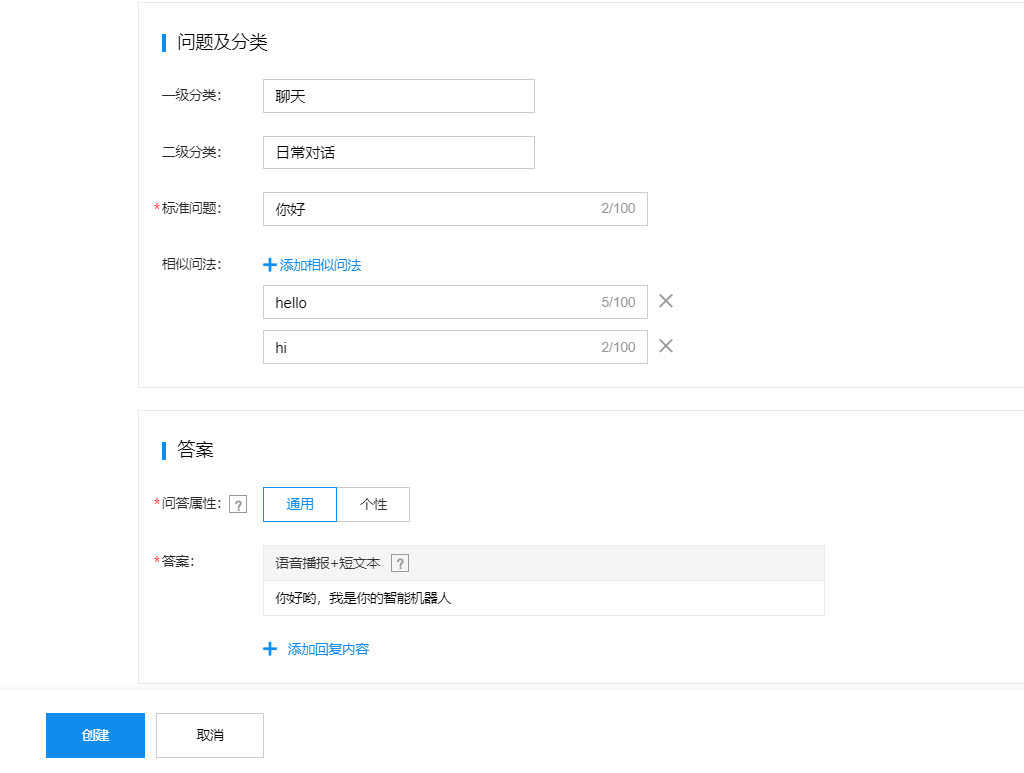 问题及分类
一级分类: 聊天
二级分类: 日常对话
*标准问题: 你好 2/100
相似问法: +添加相似问法
hello 5/100
hi 2/100
答案
*问答属性: ? 通用 个性
*答案: 语音播报+短文本 ?
你好哟，我是你的智能机器人
+ 添加回复内容
创建 取消